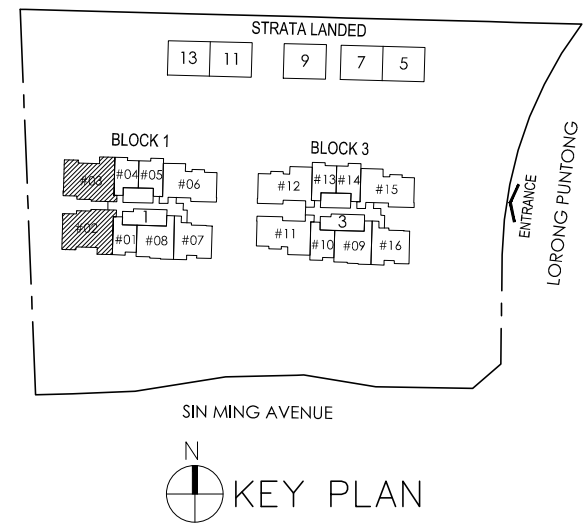 STRATA LANDED
13 11 9 7 5
BLOCK 1
BLOCK 3
#03 #04 #05 #06
#12 #13 #14 #15
1
3
#02 #01 #08 #07
#11 #10 #09 #16
ENTRANCE
LORONG PUNTONG
SIN MING AVENUE
N
KEY PLAN